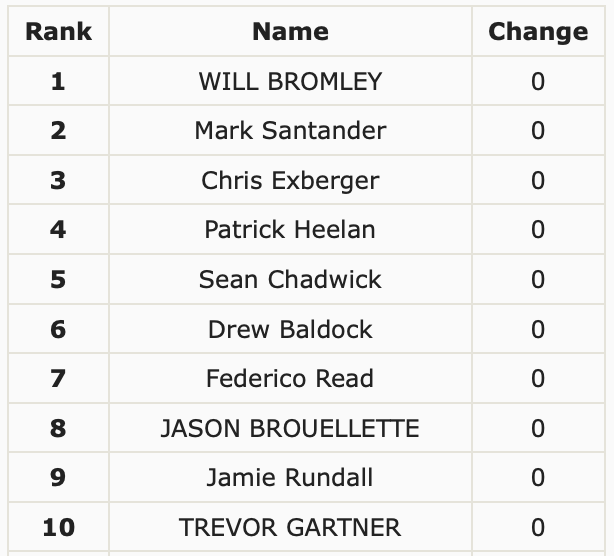 Rank Name Change
1 WILL BROMLEY 0
2 Mark Santander 0
3 Chris Exberger 0
4 Patrick Heelan 0
5 Sean Chadwick 0
6 Drew Baldock 0
7 Federico Read 0
8 JASON BROUELLETTE 0
9 Jamie Rundall 0
10 TREVOR GARTNER 0